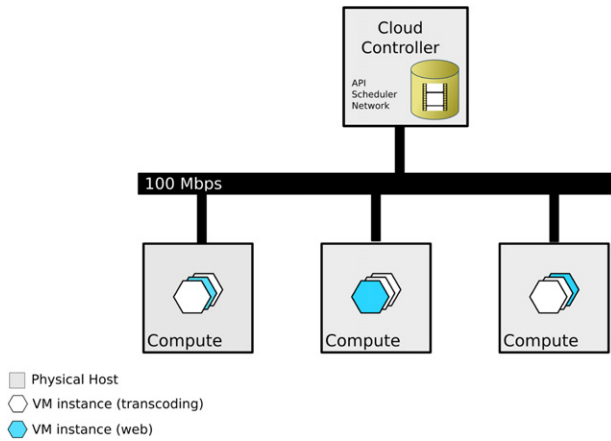 Cloud
Controller
API
Scheduler
Network
100 Mbps
Compute
Compute
Compute
Physical Host
VM instance (transcoding)
VM instance (web)